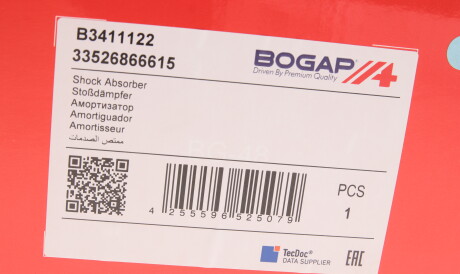 B3411122
33526866615
BOGAP
Driven By Premium Quality
Shock Absorber
Stoßdämpfer
Амортизатор
Amortiguador
Amortisseur
ممتص الصدمات
4 255596 525079
PCS
1
TecDoc®
DATA SUPPLIER
EAC